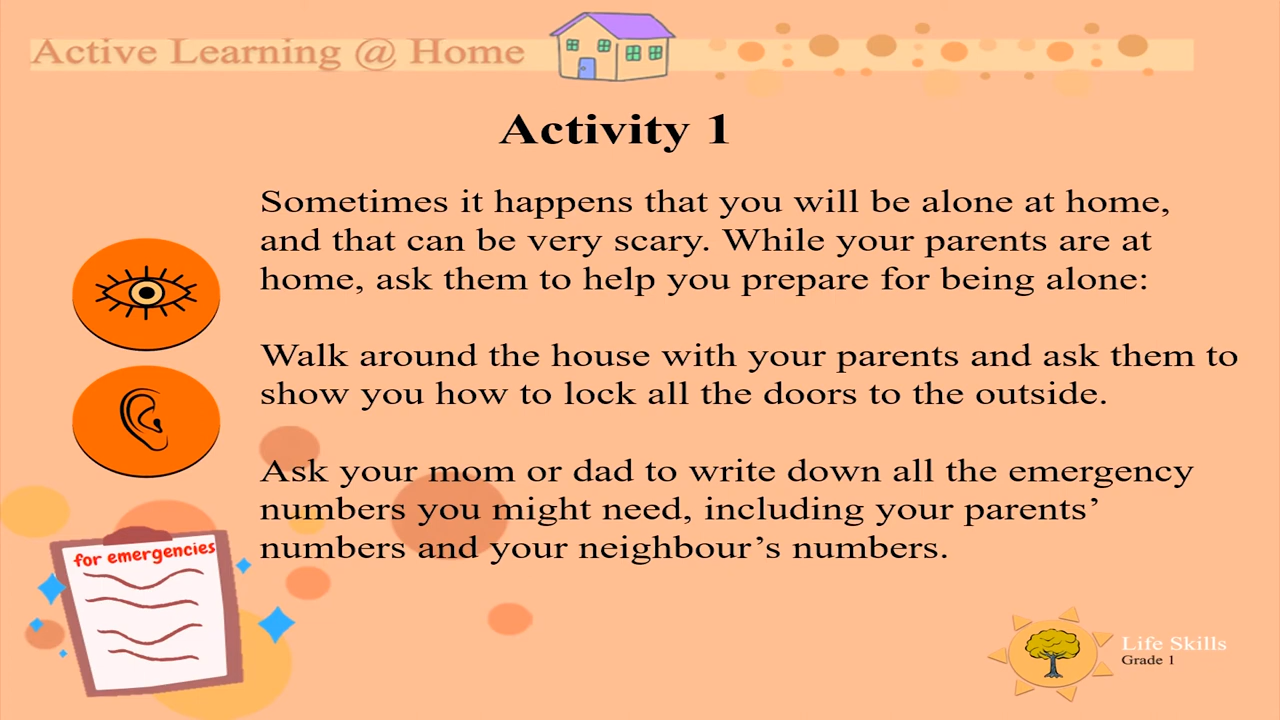 Active Learning @ Home
Activity 1
Sometimes it happens that you will be alone at home,
and that can be very scary. While your parents are at
home, ask them to help you prepare for being alone:
Walk around the house with your parents and ask them to
show you how to lock all the doors to the outside.
Ask your mom or dad to write down all the emergency
numbers you might need, including your parents’
numbers and your neighbour’s numbers.
for emergencies
Life Skills
Grade 1